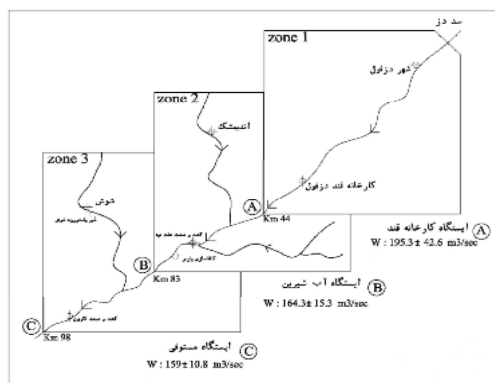 سد دز
zone 1
شهر دزفول
zone 2
اندیمشک
zone 3
کارخانه قند دزفول
شوش
A
Km 44
ایستگاه کارخانه قند A
W : 195.3± 42.6 m3/sec
B
Km 83
ایستگاه آب شیرین B
W : 164.3± 15.3 m3/sec
C
Km 98
ایستگاه مستوفی C
W : 159±10.8 m3/sec